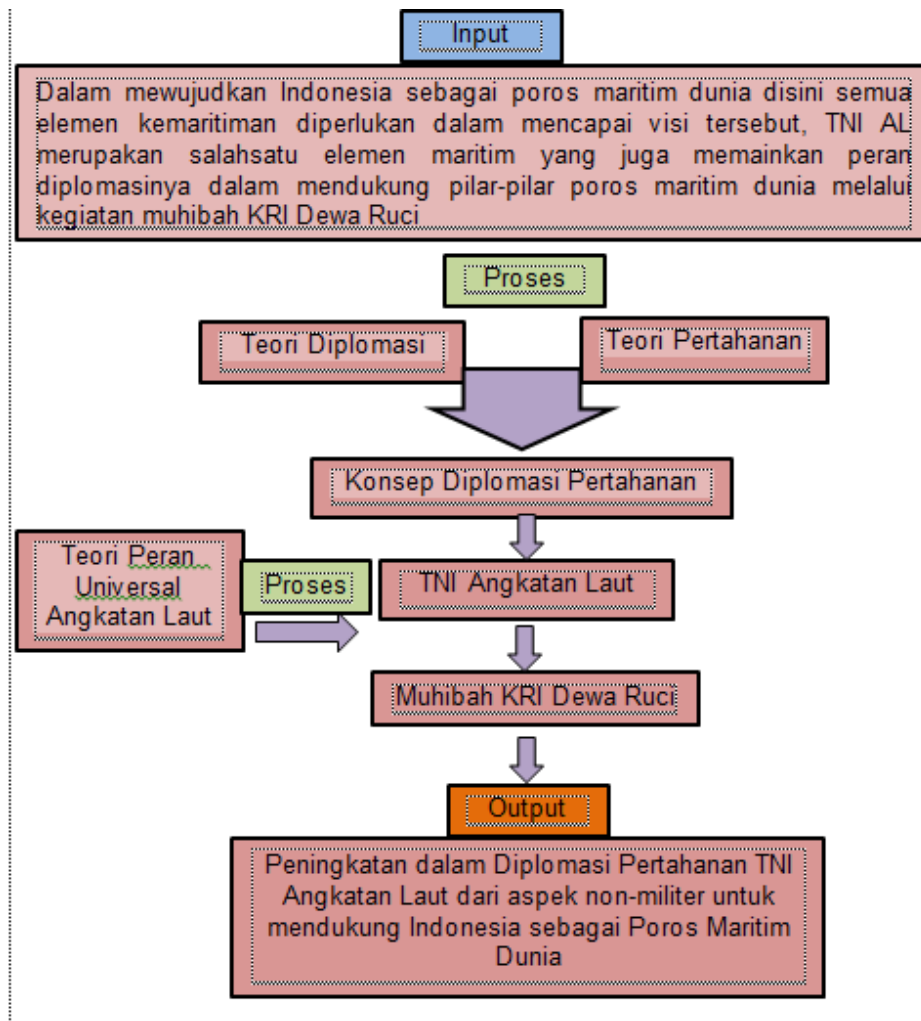 Input
Dalam mewujudkan Indonesia sebagai poros maritim dunia disini semua
elemen kemaritiman diperlukan dalam mencapai visi tersebut, TNI AL
merupakan salahsatu elemen maritim yang juga memainkan peran
diplomasinya dalam mendukung pilar-pilar poros maritim dunia melalui
kegiatan muhibah KRI Dewa Ruci
Proses
Teori Diplomasi
Teori Pertahanan
Konsep Diplomasi Pertahanan
Teori Peran
Universal
Angkatan Laut
Proses
TNI Angkatan Laut
Muhibah KRI Dewa Ruci
Output
Peningkatan dalam Diplomasi Pertahanan TNI
Angkatan Laut dari aspek non-militer untuk
mendukung Indonesia sebagai Poros Maritim
Dunia